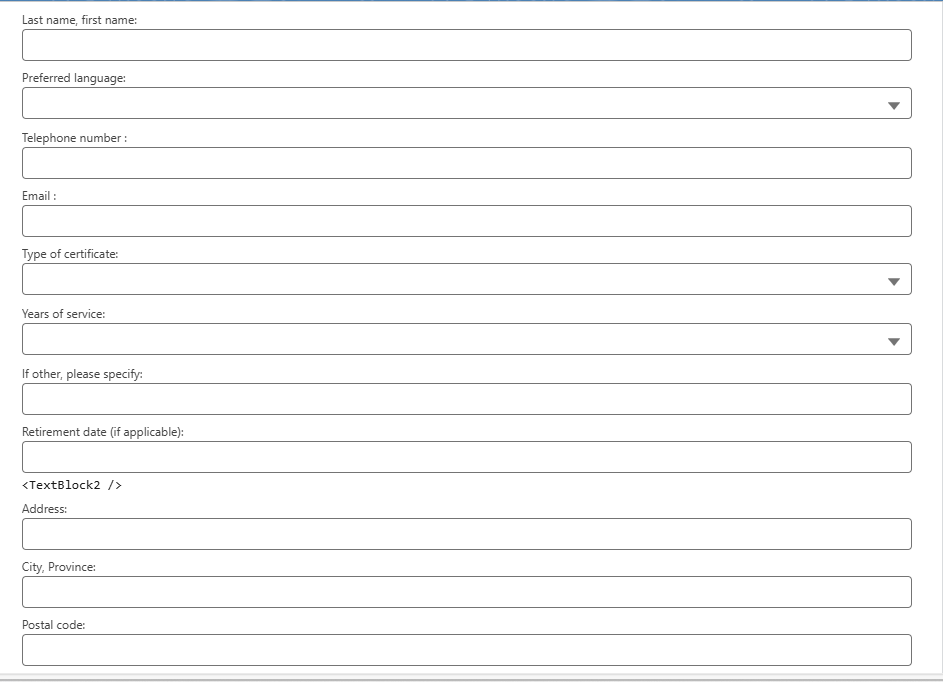 Last name, first name:
Preferred language:
Telephone number :
Email :
Type of certificate:
Years of service:
If other, please specify:
Retirement date (if applicable):
<TextBlock2 />
Address:
City, Province:
Postal code: